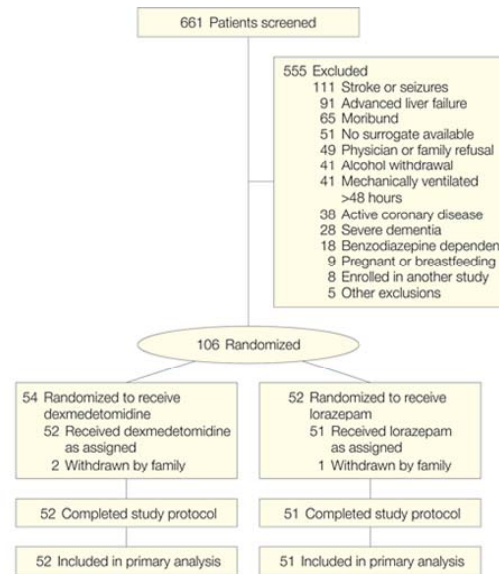 661 Patients screened
555 Excluded
111 Stroke or seizures
91 Advanced liver failure
65 Moribund
51 No surrogate available
49 Physician or family refusal
41 Alcohol withdrawal
41 Mechanically ventilated
>48 hours
38 Active coronary disease
28 Severe dementia
18 Benzodiazepine dependen
9 Pregnant or breastfeeding
8 Enrolled in another study
5 Other exclusions
106 Randomized
54 Randomized to receive
dexmedetomidine
52 Received dexmedetomidine
as assigned
2 Withdrawn by family
52 Randomized to receive
lorazepam
51 Received lorazepam
as assigned
1 Withdrawn by family
52 Completed study protocol
51 Completed study protocol
52 Included in primary analysis
51 Included in primary analysis